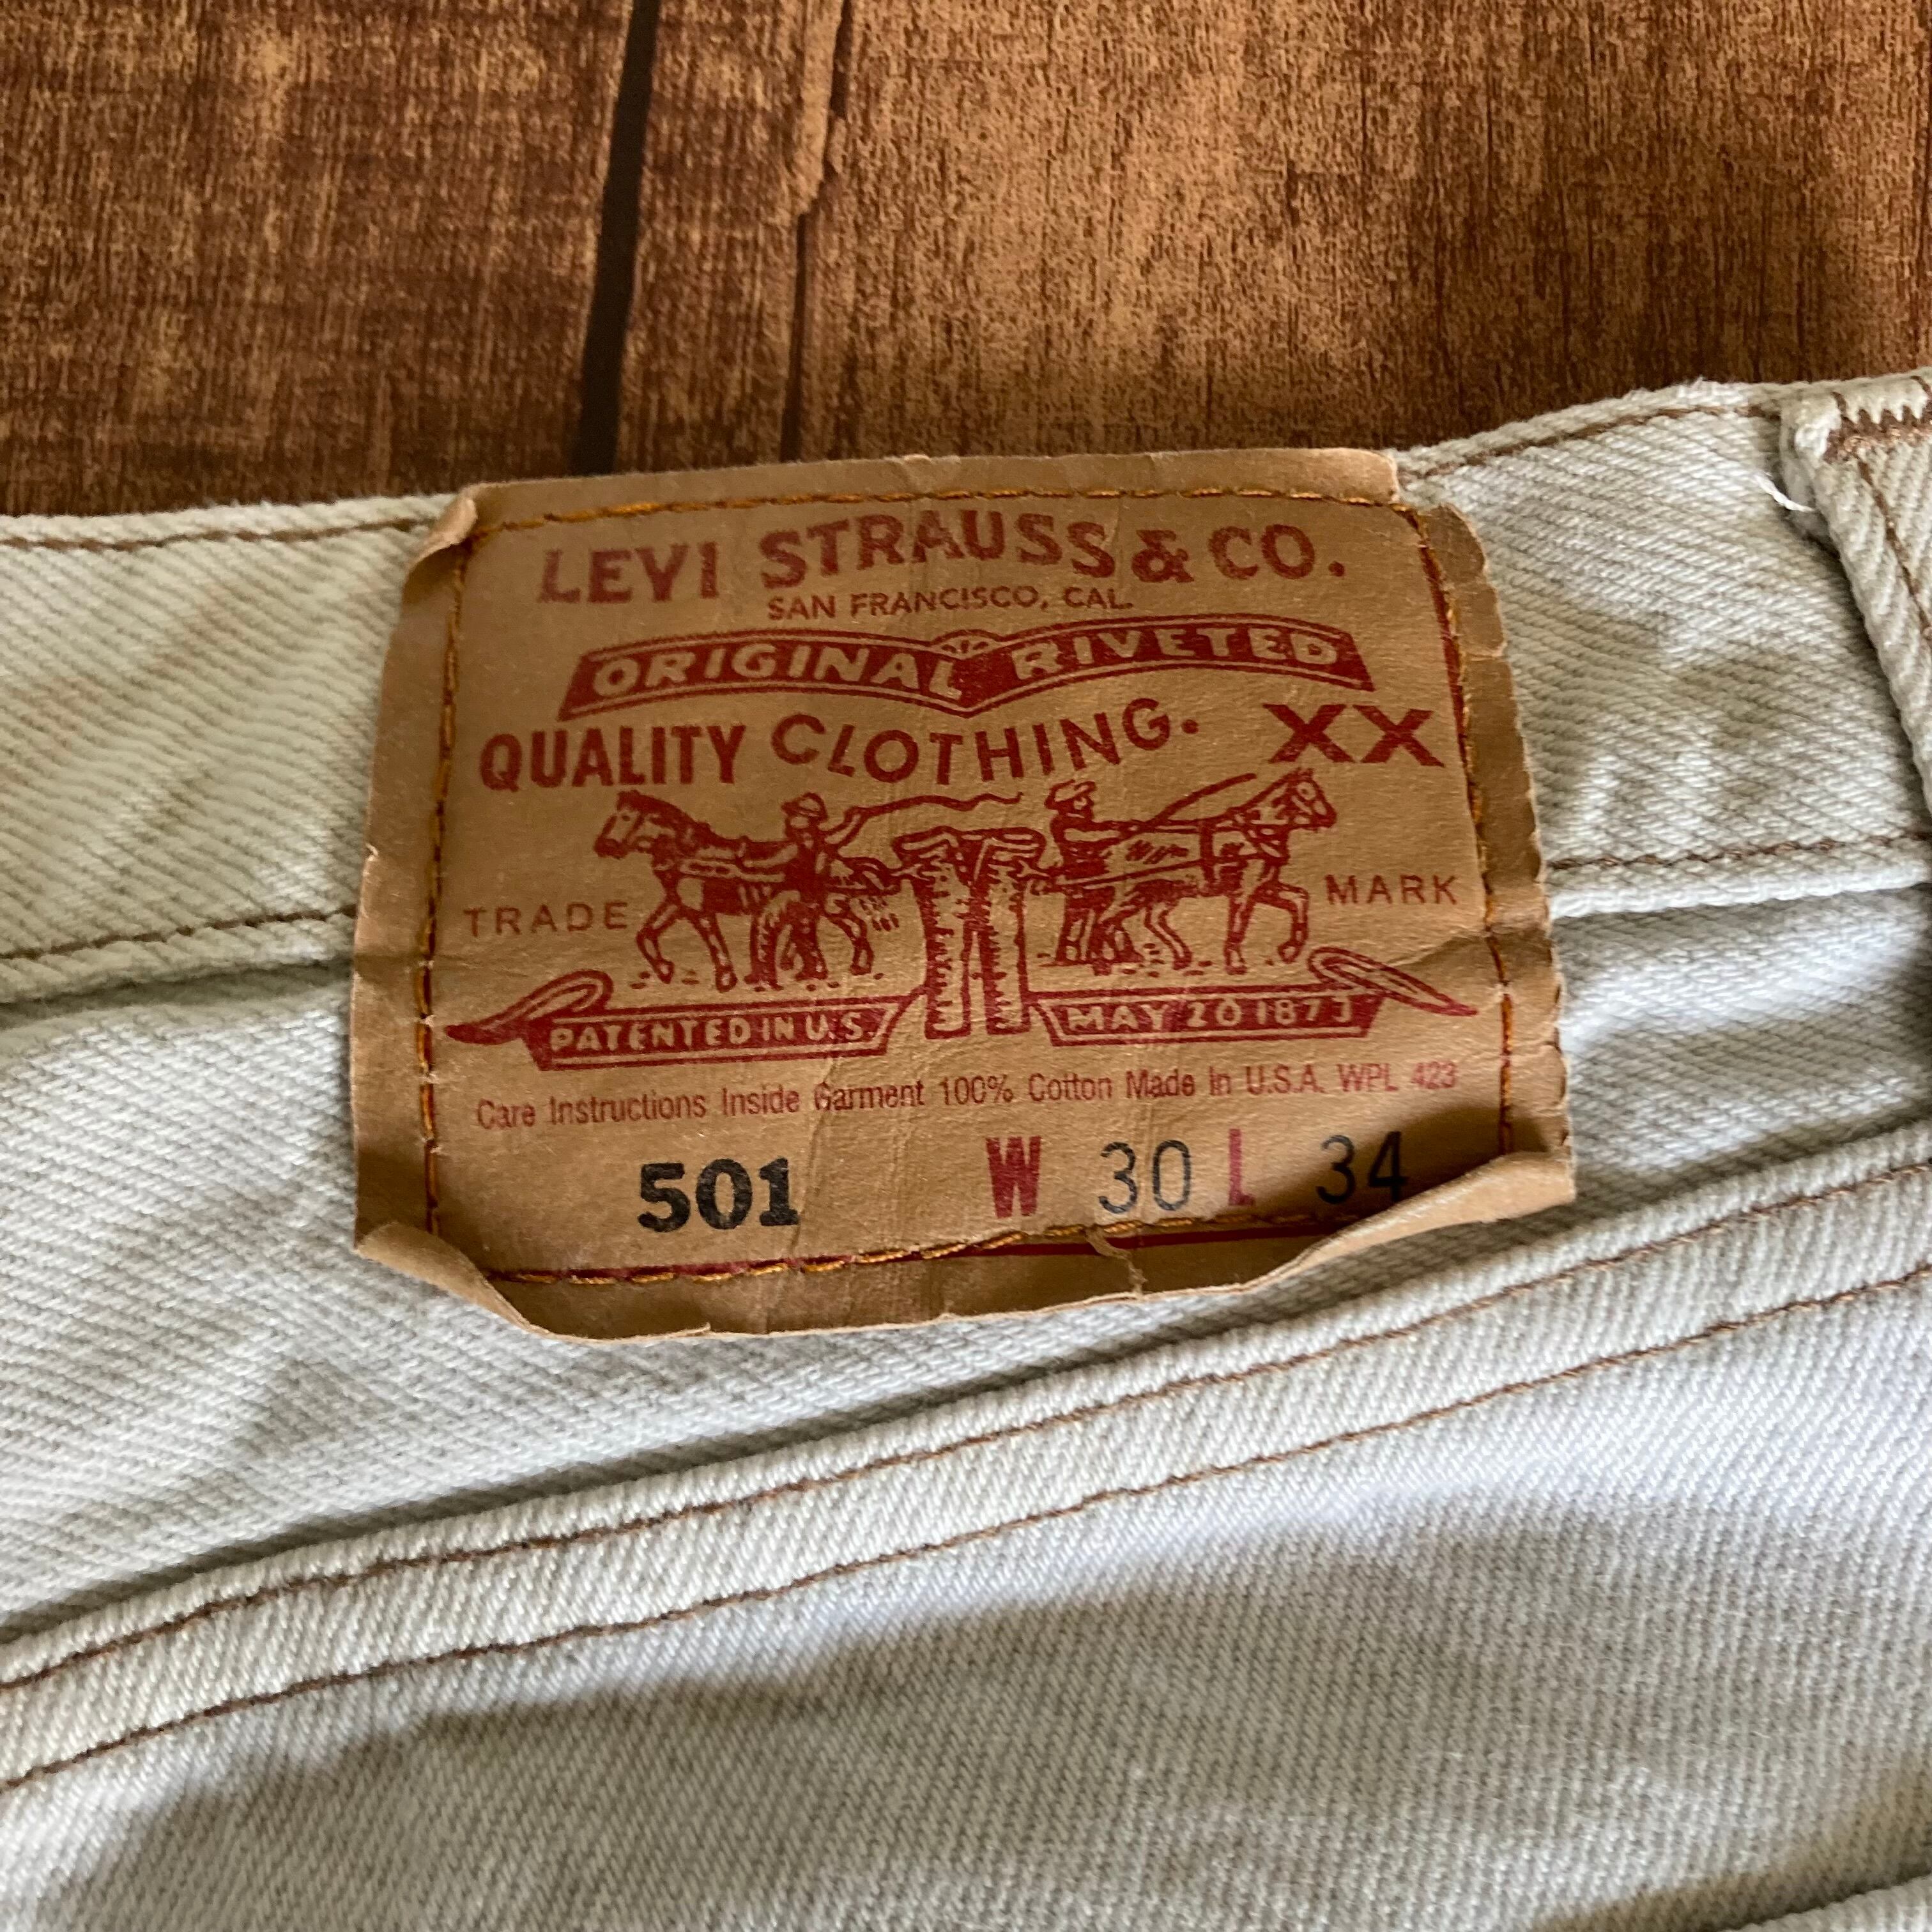 LEVI STRAUSS & CO.
SAN FRANCISCO, CAL.
ORIGINAL RIVETED
QUALITY CLOTHING. XX
TRADE MARK
PATENTED IN U.S. MAY 20 1873
Care Instructions Inside Garment 100% Cotton Made in U.S.A. WPL 423
501 W 30 L 34